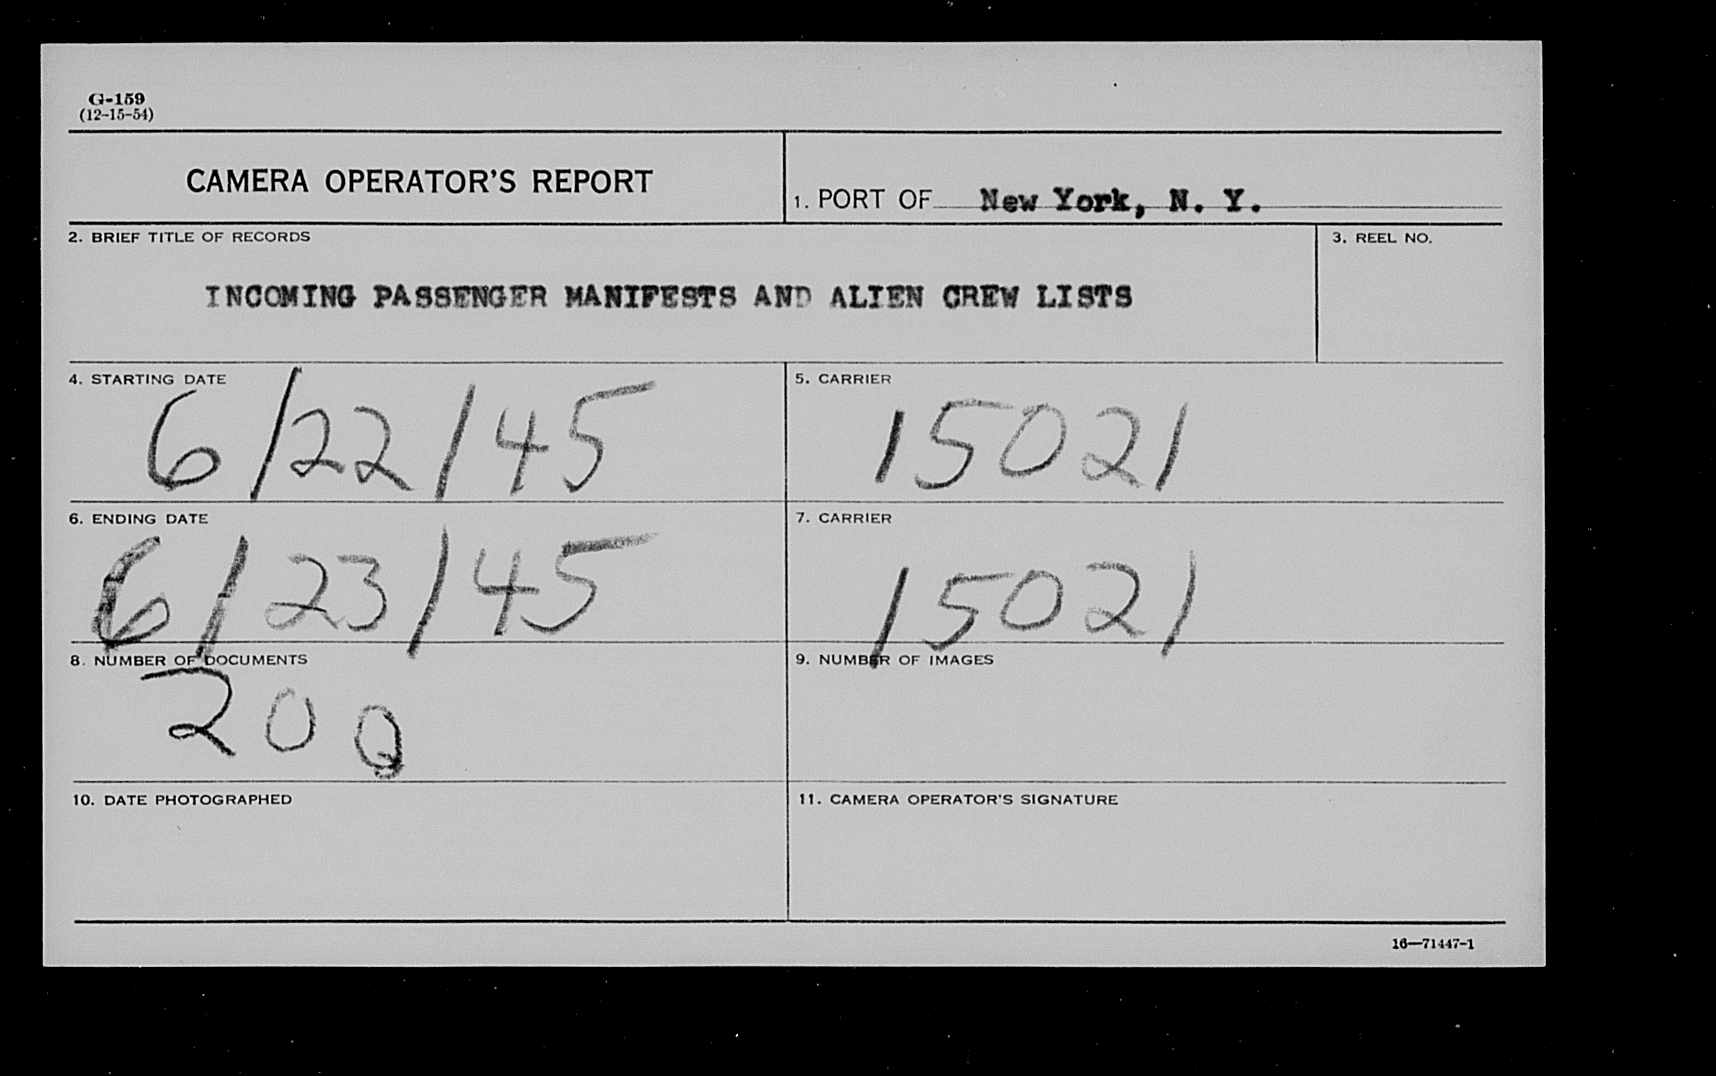 G-159
(12-15-54)
CAMERA OPERATOR'S REPORT
1. PORT OF New York, N. Y.
2. BRIEF TITLE OF RECORDS
3. REEL NO.
INCOMING PASSENGER MANIFESTS AND ALIEN CREW LISTS
4. STARTING DATE
6/22/45
5. CARRIER
15021
6. ENDING DATE
6/23/45
7. CARRIER
15021
8. NUMBER OF DOCUMENTS
200
9. NUMBER OF IMAGES
10. DATE PHOTOGRAPHED
11. CAMERA OPERATOR'S SIGNATURE
16—71447-1